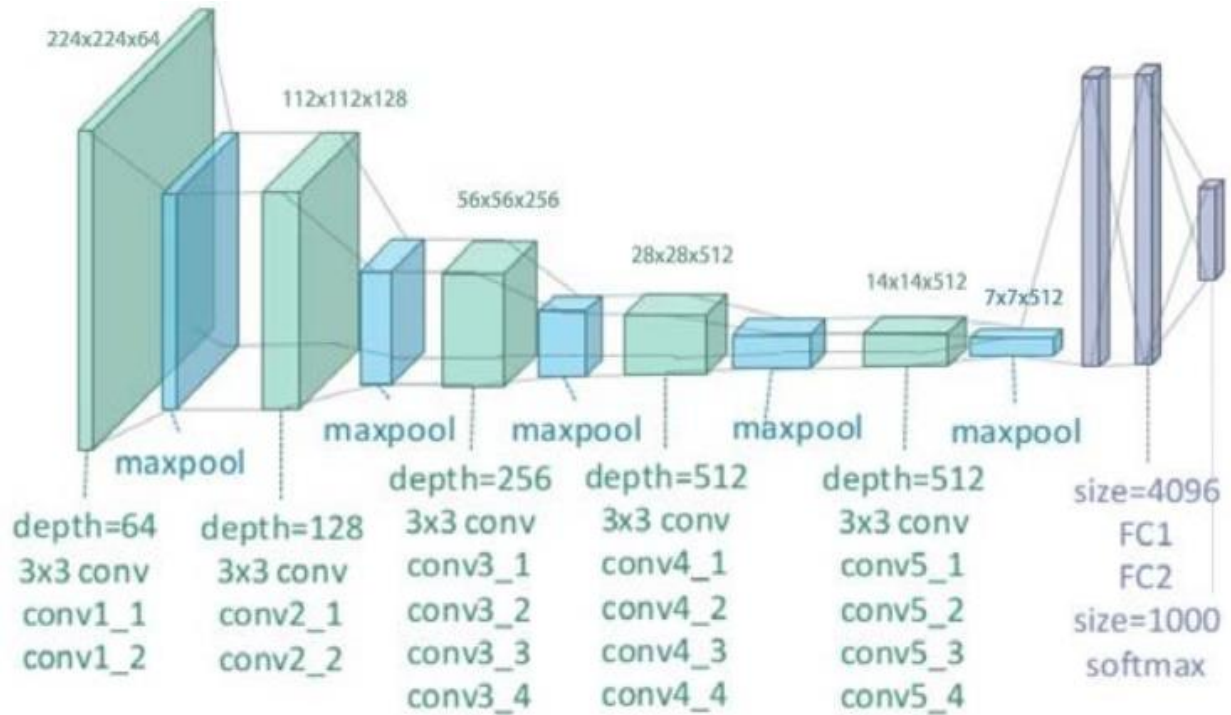 224x224x64
112x112x128
56x56x256
28x28x512
14x14x512
7x7x512
maxpool
maxpool
maxpool
maxpool
maxpool
depth=64
3x3 conv
conv1_1
conv1_2
depth=128
3x3 conv
conv2_1
conv2_2
depth=256
3x3 conv
conv3_1
conv3_2
conv3_3
conv3_4
depth=512
3x3 conv
conv4_1
conv4_2
conv4_3
conv4_4
depth=512
3x3 conv
conv5_1
conv5_2
conv5_3
conv5_4
size=4096
FC1
FC2
size=1000
softmax